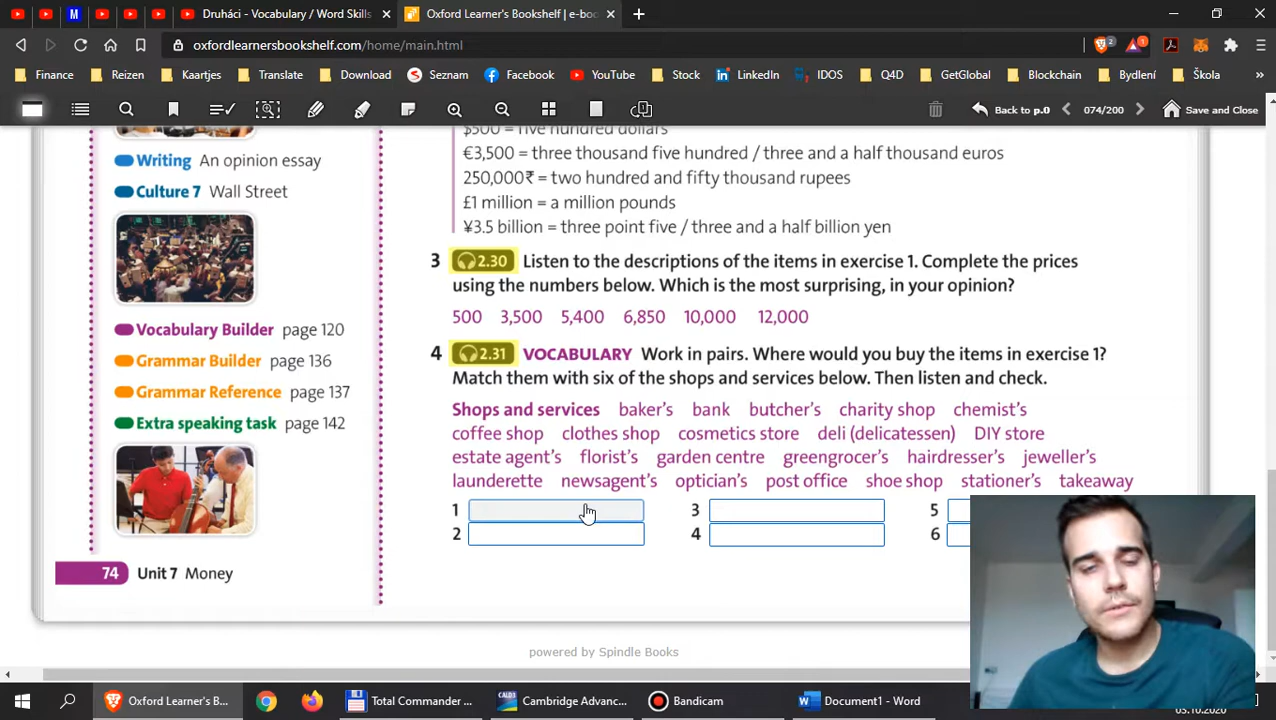 Druháci - Vocabulary / Word Skills
Oxford Learner's Bookshelf | e-boo
oxfordlearnersbookshelf.com/home/main.html
2
1
Finance
Reizen
Kaartjes
Translate
Download
Seznam
Facebook
YouTube
Stock
LinkedIn
IDOS
Q4D
GetGlobal
Blockchain
Bydlení
Škola
»
Back to p.0
074/200
Save and Close
$500 = five hundred dollars
€3,500 = three thousand five hundred / three and a half thousand euros
250,000₹ = two hundred and fifty thousand rupees
£1 million = a million pounds
¥3.5 billion = three point five / three and a half billion yen
Writing An opinion essay
Culture 7 Wall Street
Vocabulary Builder page 120
Grammar Builder page 136
Grammar Reference page 137
Extra speaking task page 142
3 2.30 Listen to the descriptions of the items in exercise 1. Complete the prices
using the numbers below. Which is the most surprising, in your opinion?
500 3,500 5,400 6,850 10,000 12,000
4 2.31 VOCABULARY Work in pairs. Where would you buy the items in exercise 1?
Match them with six of the shops and services below. Then listen and check.
Shops and services baker's bank butcher's charity shop chemist's
coffee shop clothes shop cosmetics store deli (delicatessen) DIY store
estate agent's florist's garden centre greengrocer's hairdresser's jeweller's
launderette newsagent's optician's post office shoe shop stationer's takeaway
1 3 5
2 4 6
74 Unit 7 Money
powered by Spindle Books
Oxford Learner's B...
Total Commander ...
CALD3
Cambridge Advanc...
Bandicam
Document1 - Word
03.10.2020